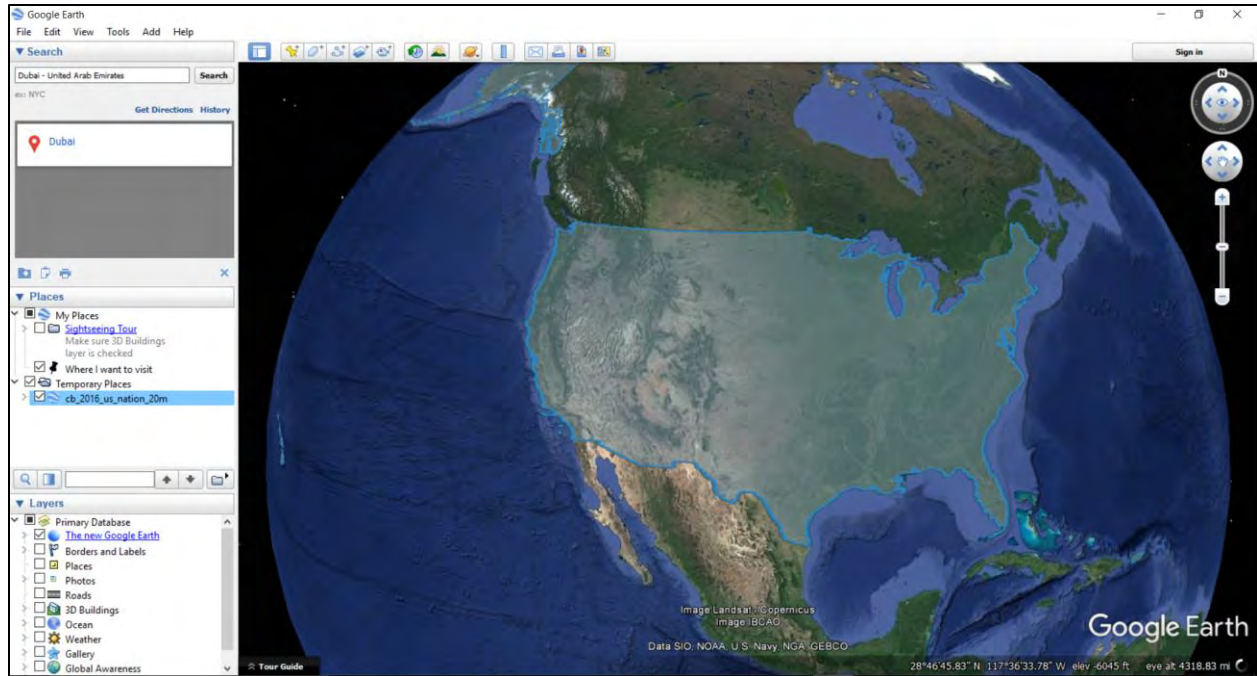 Google Earth
File Edit View Tools Add Help
Search
Sign in
Dubai - United Arab Emirates Search
ex: NYC
Get Directions History
Dubai
Places
My Places
Sightseeing Tour
Make sure 3D Buildings
layer is checked
Where I want to visit
Temporary Places
cb_2016_us_nation_20m
Layers
Primary Database
The new Google Earth
Borders and Labels
Places
Photos
Roads
3D Buildings
Ocean
Weather
Gallery
Global Awareness
N
Image Landsat / Copernicus
Image IBCAO
Data SIO, NOAA, U.S. Navy, NGA, GEBCO
Google Earth
Tour Guide
28°46'45.83" N 117°36'33.78" W elev -6045 ft eye alt 4318.83 mi